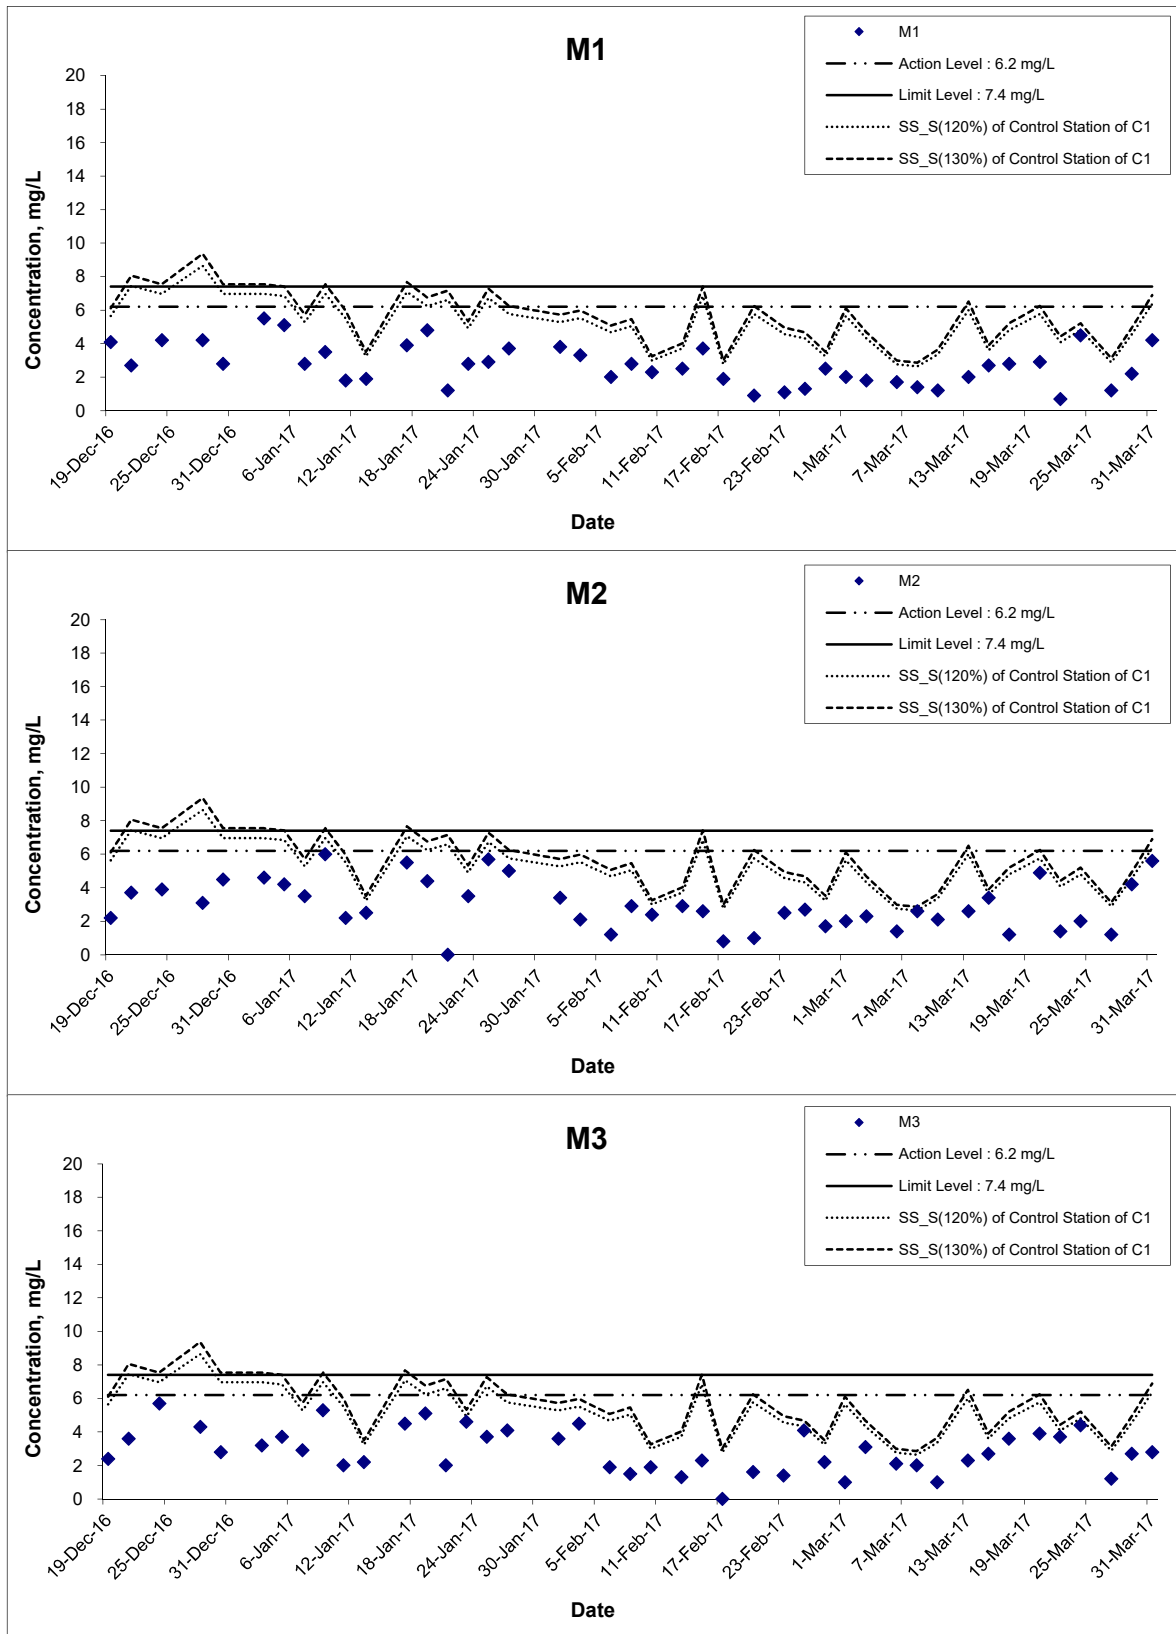 M1
M1
Action Level : 6.2 mg/L
Limit Level : 7.4 mg/L
SS_S(120%) of Control Station of C1
SS_S(130%) of Control Station of C1
Concentration, mg/L
20
18
16
14
12
10
8
6
4
2
0
19-Dec-16
25-Dec-16
31-Dec-16
6-Jan-17
12-Jan-17
18-Jan-17
24-Jan-17
30-Jan-17
5-Feb-17
11-Feb-17
17-Feb-17
23-Feb-17
1-Mar-17
7-Mar-17
13-Mar-17
19-Mar-17
25-Mar-17
31-Mar-17
Date
M2
M2
Action Level : 6.2 mg/L
Limit Level : 7.4 mg/L
SS_S(120%) of Control Station of C1
SS_S(130%) of Control Station of C1
Concentration, mg/L
20
18
16
14
12
10
8
6
4
2
0
19-Dec-16
25-Dec-16
31-Dec-16
6-Jan-17
12-Jan-17
18-Jan-17
24-Jan-17
30-Jan-17
5-Feb-17
11-Feb-17
17-Feb-17
23-Feb-17
1-Mar-17
7-Mar-17
13-Mar-17
19-Mar-17
25-Mar-17
31-Mar-17
Date
M3
M3
Action Level : 6.2 mg/L
Limit Level : 7.4 mg/L
SS_S(120%) of Control Station of C1
SS_S(130%) of Control Station of C1
Concentration, mg/L
20
18
16
14
12
10
8
6
4
2
0
19-Dec-16
25-Dec-16
31-Dec-16
6-Jan-17
12-Jan-17
18-Jan-17
24-Jan-17
30-Jan-17
5-Feb-17
11-Feb-17
17-Feb-17
23-Feb-17
1-Mar-17
7-Mar-17
13-Mar-17
19-Mar-17
25-Mar-17
31-Mar-17
Date